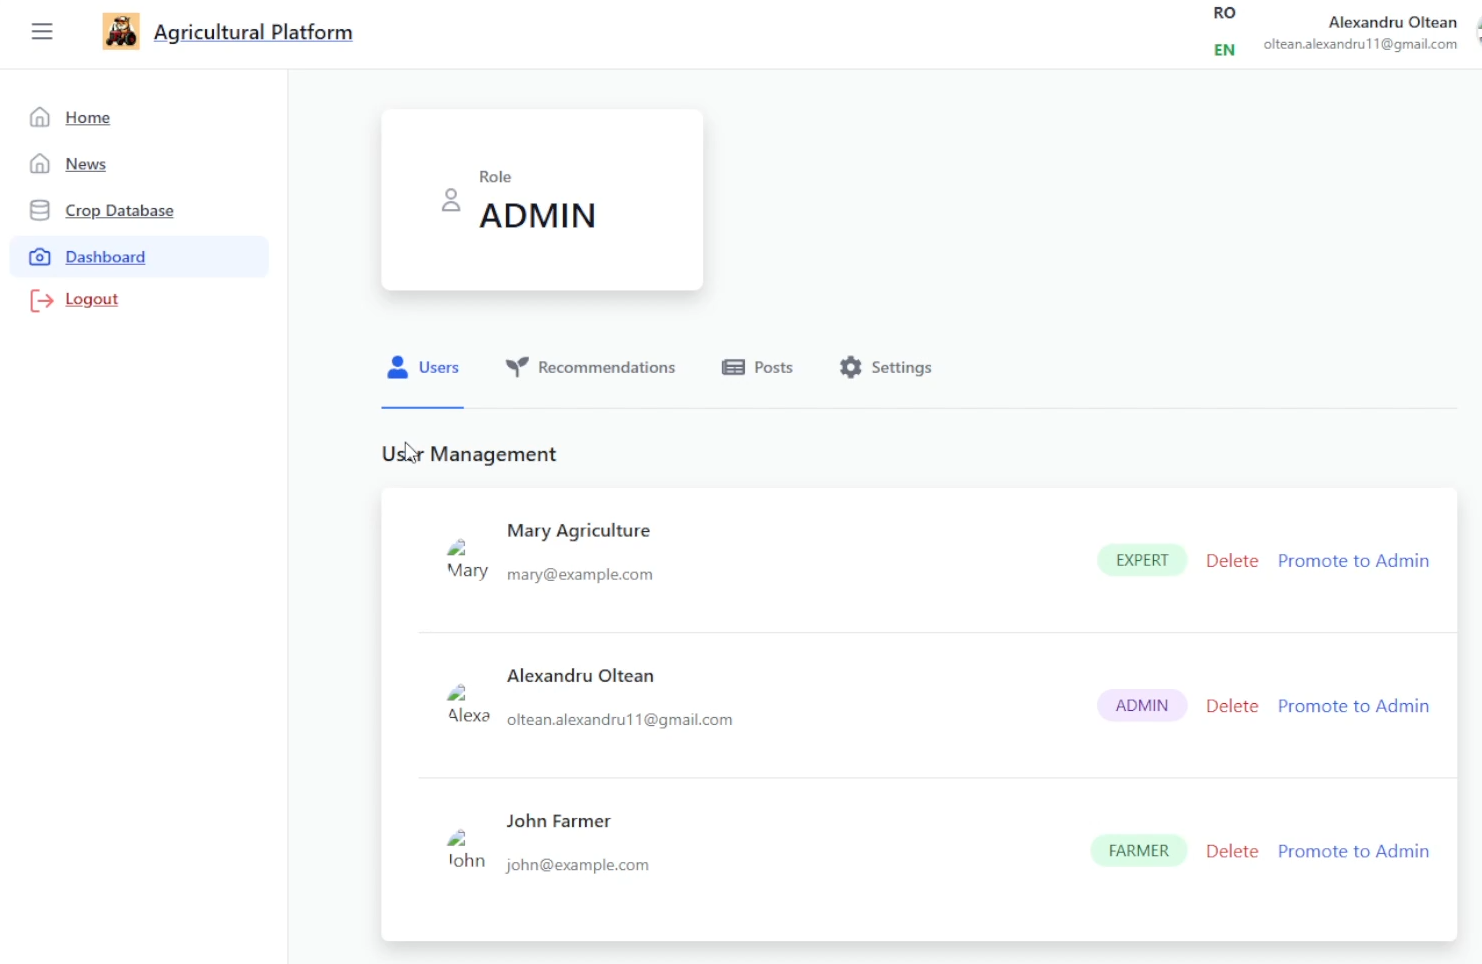 Agricultural Platform
RO
EN
Alexandru Oltean
oltean.alexandru11@gmail.com
Home
News
Crop Database
Dashboard
Logout
Role
ADMIN
Users
Recommendations
Posts
Settings
User Management
Mary Agriculture
Mary
mary@example.com
EXPERT
Delete
Promote to Admin
Alexandru Oltean
Alexa
oltean.alexandru11@gmail.com
ADMIN
Delete
Promote to Admin
John Farmer
John
john@example.com
FARMER
Delete
Promote to Admin